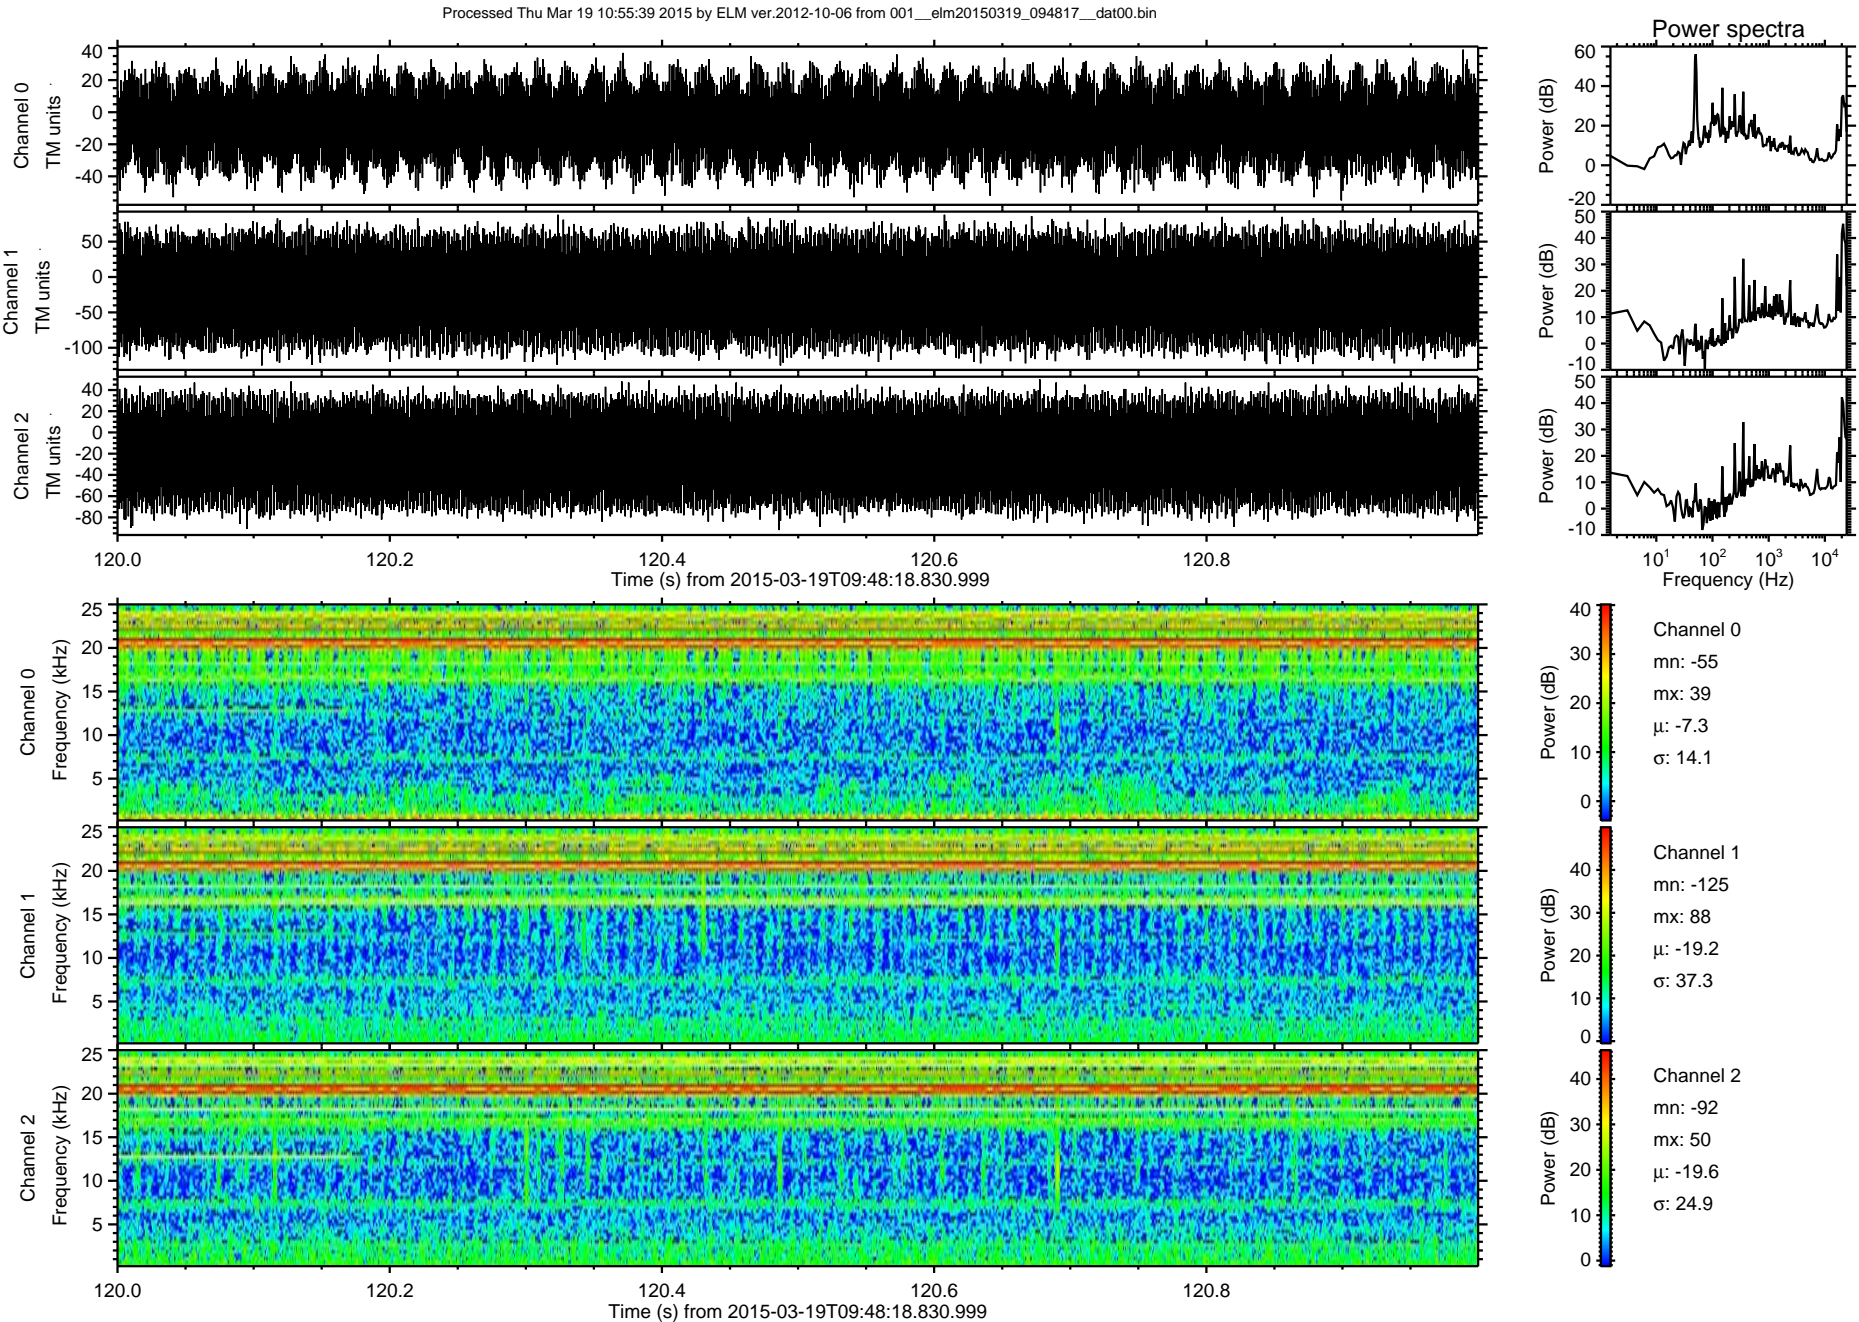 Processed Thu Mar 19 10:55:39 2015 by ELM ver.2012-10-06 from 001__elm20150319_094817__dat00.bin
Power spectra
Channel 0
TM units
40
20
0
-20
-40
Power (dB)
60
40
20
0
-20
Channel 1
TM units
50
0
-50
-100
Power (dB)
50
40
30
20
10
0
-10
Channel 2
TM units
40
20
0
-20
-40
-60
-80
Power (dB)
50
40
30
20
10
0
-10
120.0 120.2 120.4 120.6 120.8
Time (s) from 2015-03-19T09:48:18.830.999
10¹ 10² 10³ 10⁴
Frequency (Hz)
Channel 0
Frequency (kHz)
25
20
15
10
5
Power (dB)
40
30
20
10
0
Channel 0
mn: -55
mx: 39
µ: -7.3
σ: 14.1
Channel 1
Frequency (kHz)
25
20
15
10
5
Power (dB)
40
30
20
10
0
Channel 1
mn: -125
mx: 88
µ: -19.2
σ: 37.3
Channel 2
Frequency (kHz)
25
20
15
10
5
Power (dB)
40
30
20
10
0
Channel 2
mn: -92
mx: 50
µ: -19.6
σ: 24.9
120.0 120.2 120.4 120.6 120.8
Time (s) from 2015-03-19T09:48:18.830.999